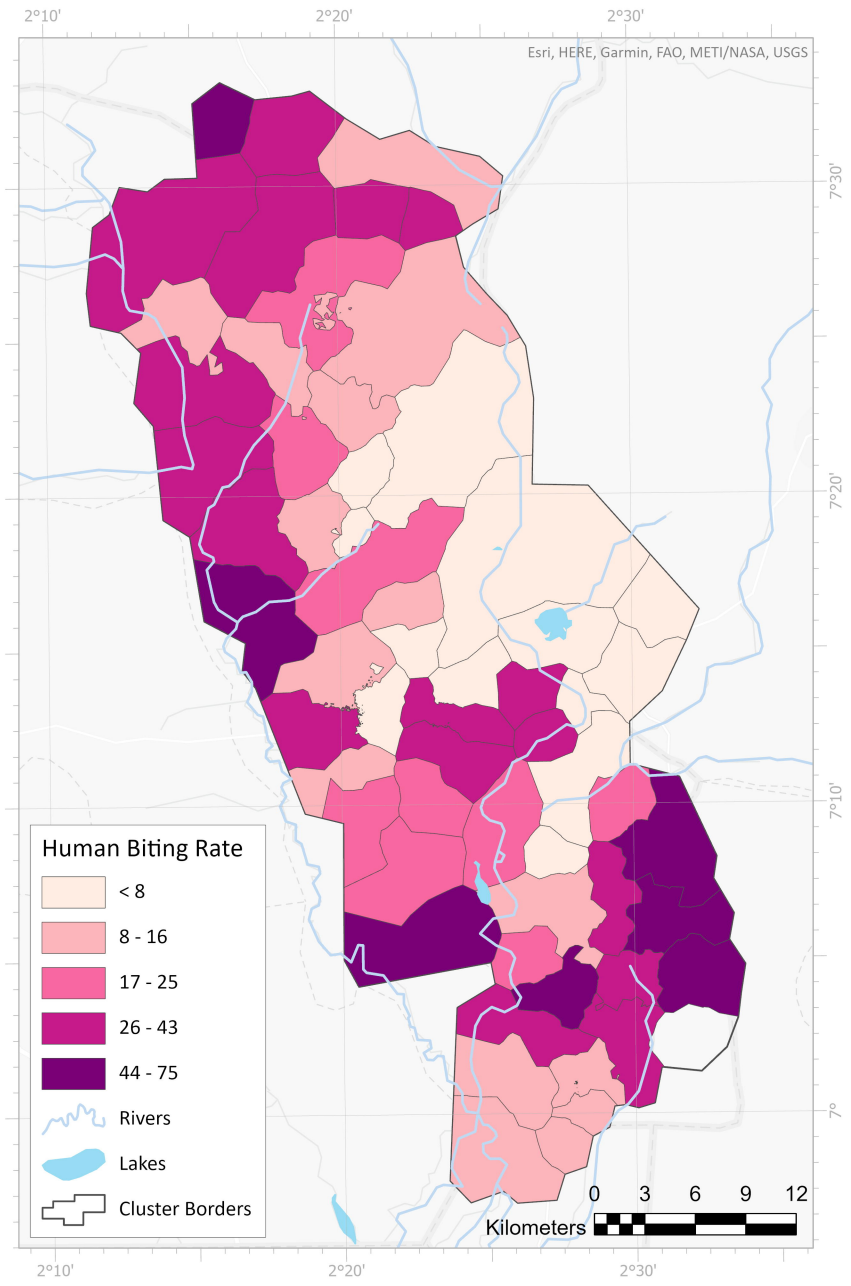 2°10' 2°20' 2°30'
Esri, HERE, Garmin, FAO, METI/NASA, USGS
7°30'
7°20'
7°10'
7°
Human Biting Rate
< 8
8 - 16
17 - 25
26 - 43
44 - 75
Rivers
Lakes
Cluster Borders
0 3 6 9 12
Kilometers
2°10' 2°20' 2°30'